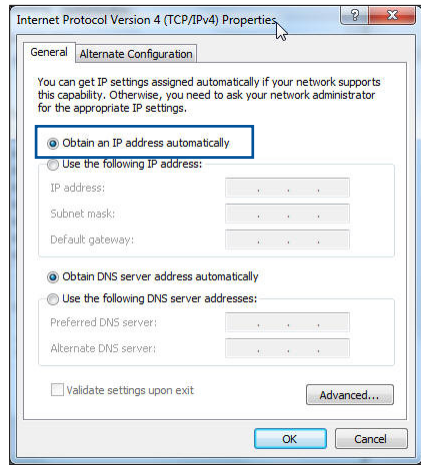 Internet Protocol Version 4 (TCP/IPv4) Properties
General
Alternate Configuration
You can get IP settings assigned automatically if your network supports
this capability. Otherwise, you need to ask your network administrator
for the appropriate IP settings.
Obtain an IP address automatically
Use the following IP address:
IP address:
Subnet mask:
Default gateway:
Obtain DNS server address automatically
Use the following DNS server addresses:
Preferred DNS server:
Alternate DNS server:
Validate settings upon exit
Advanced...
OK
Cancel